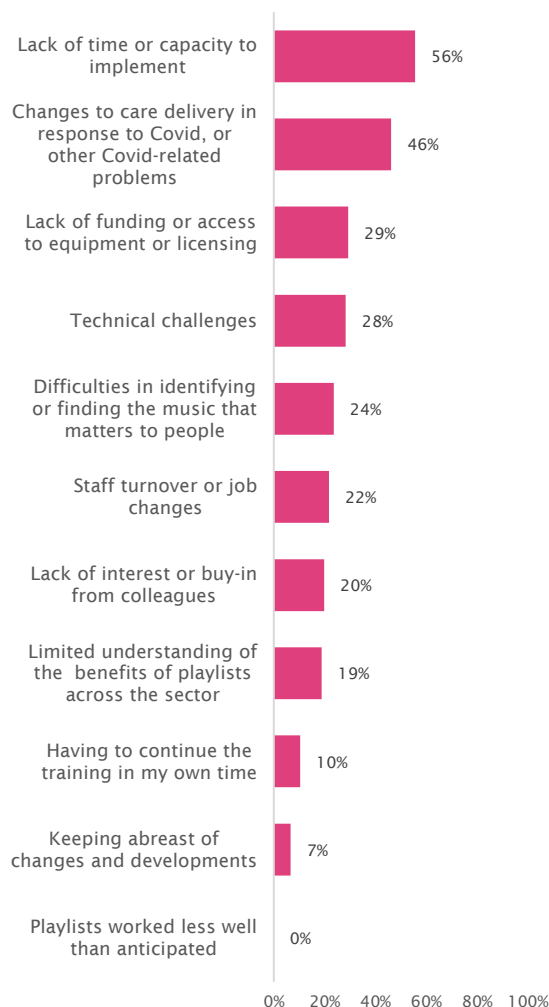 Lack of time or capacity to
implement
56%
Changes to care delivery in
response to Covid, or
other Covid-related
problems
46%
Lack of funding or access
to equipment or licensing
29%
Technical challenges
28%
Difficulties in identifying
or finding the music that
matters to people
24%
Staff turnover or job
changes
22%
Lack of interest or buy-in
from colleagues
20%
Limited understanding of
the benefits of playlists
across the sector
19%
Having to continue the
training in my own time
10%
Keeping abreast of
changes and developments
7%
Playlists worked less well
than anticipated
0%
0% 20% 40% 60% 80% 100%